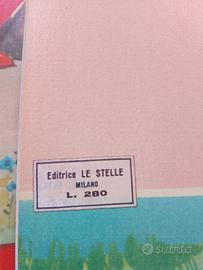 Editrice LE STELLE
MILANO
L. 280
subito